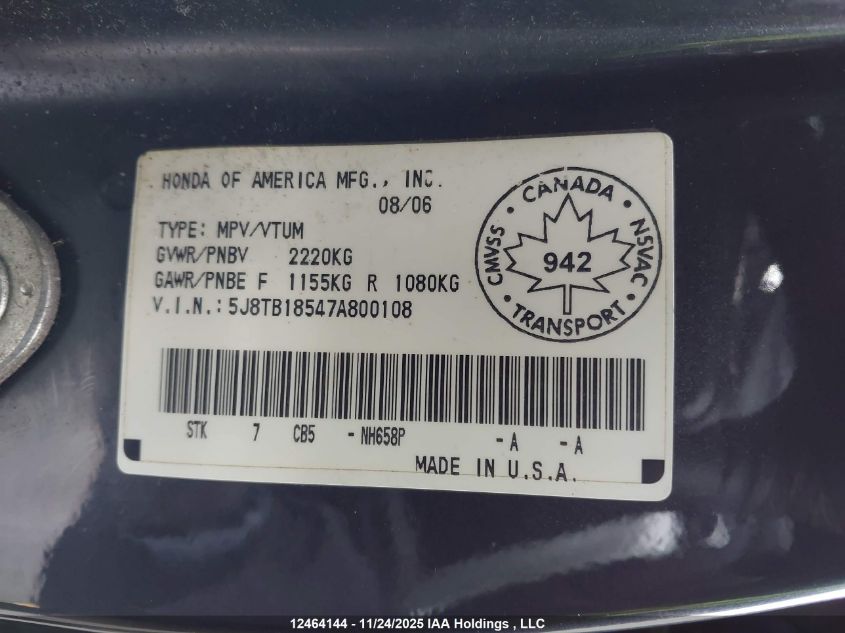 HONDA OF AMERICA MFG., INC.
08/06
TYPE: MPV/VTUM
GVWR/PNBV 2220KG
GAWR/PNBE F 1155KG R 1080KG
V.I.N.: 5J8TB18547A800108
CANADA
CMVSS 942 NSVAC
TRANSPORT
STK 7 CB5 -NH658P -A -A
MADE IN U.S.A.
12464144 - 11/24/2025 IAA Holdings , LLC